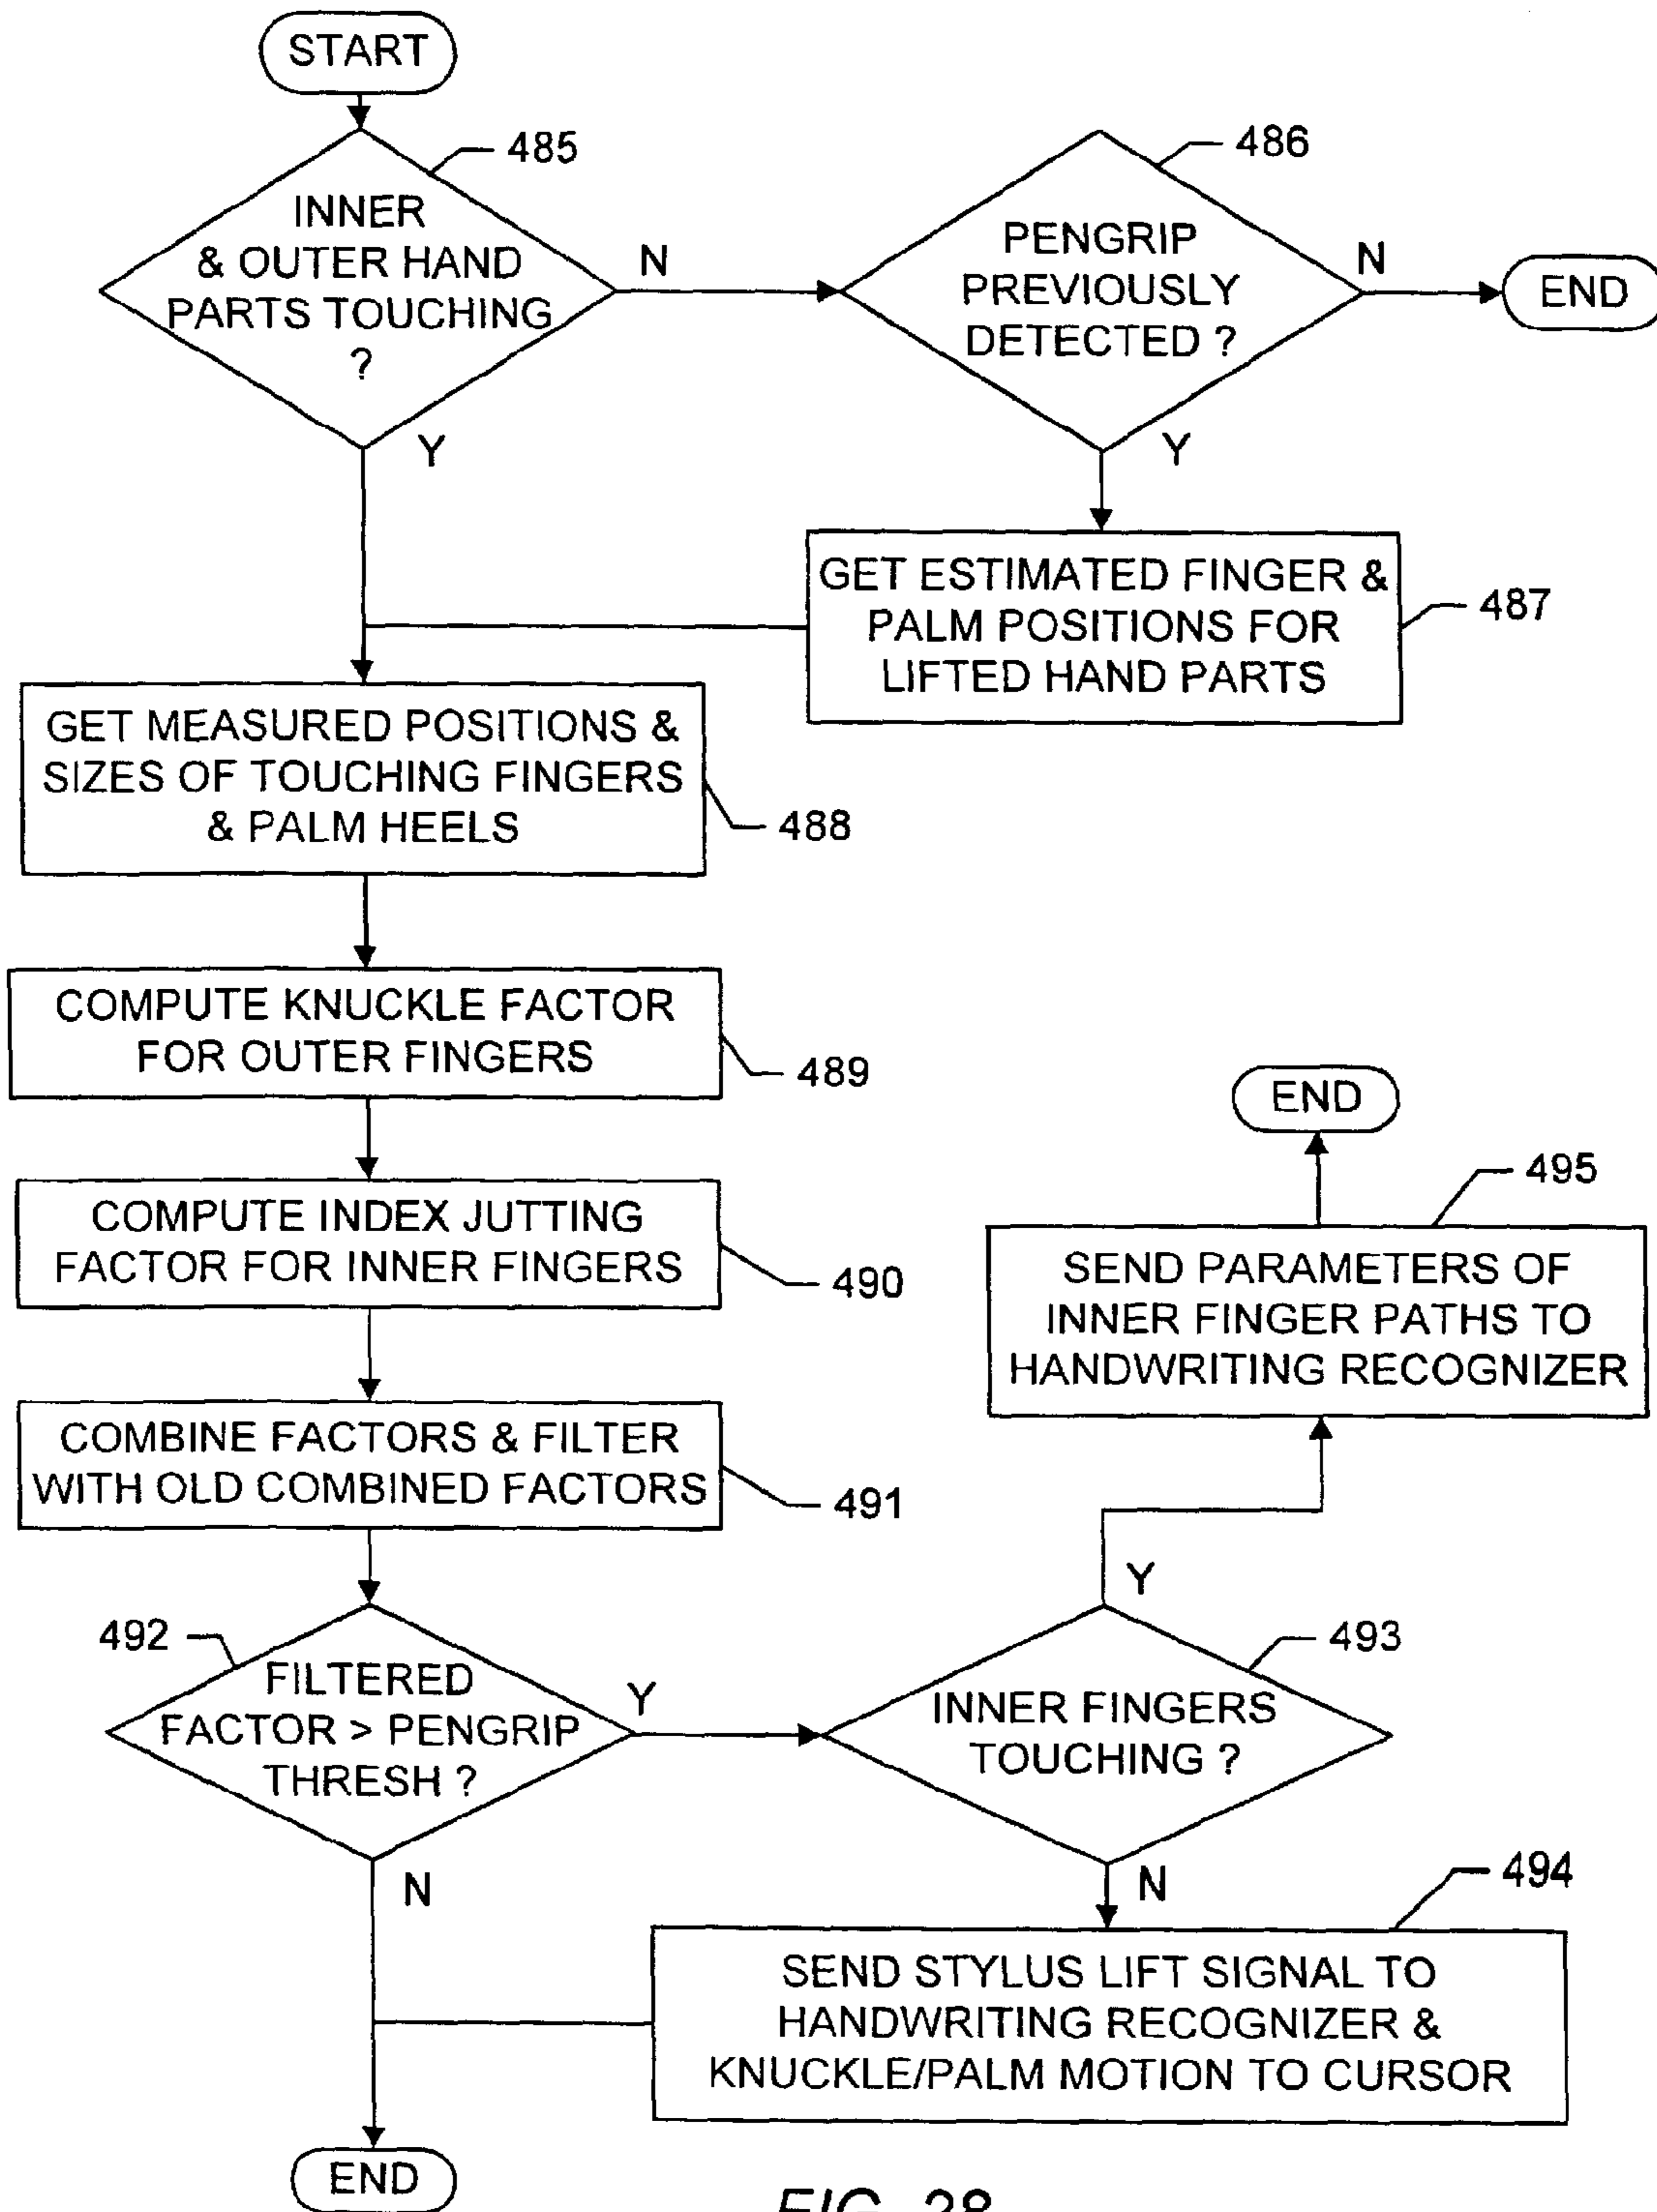 START
485
INNER
& OUTER HAND
PARTS TOUCHING
?
N
Y
486
PENGRIP
PREVIOUSLY
DETECTED ?
N
END
Y
GET ESTIMATED FINGER &
PALM POSITIONS FOR
LIFTED HAND PARTS
487
GET MEASURED POSITIONS &
SIZES OF TOUCHING FINGERS
& PALM HEELS
488
COMPUTE KNUCKLE FACTOR
FOR OUTER FINGERS
489
COMPUTE INDEX JUTTING
FACTOR FOR INNER FINGERS
490
COMBINE FACTORS & FILTER
WITH OLD COMBINED FACTORS
491
492
FILTERED
FACTOR > PENGRIP
THRESH ?
Y
N
493
INNER FINGERS
TOUCHING ?
Y
N
495
SEND PARAMETERS OF
INNER FINGER PATHS TO
HANDWRITING RECOGNIZER
END
494
SEND STYLUS LIFT SIGNAL TO
HANDWRITING RECOGNIZER &
KNUCKLE/PALM MOTION TO CURSOR
END
FIG. 28